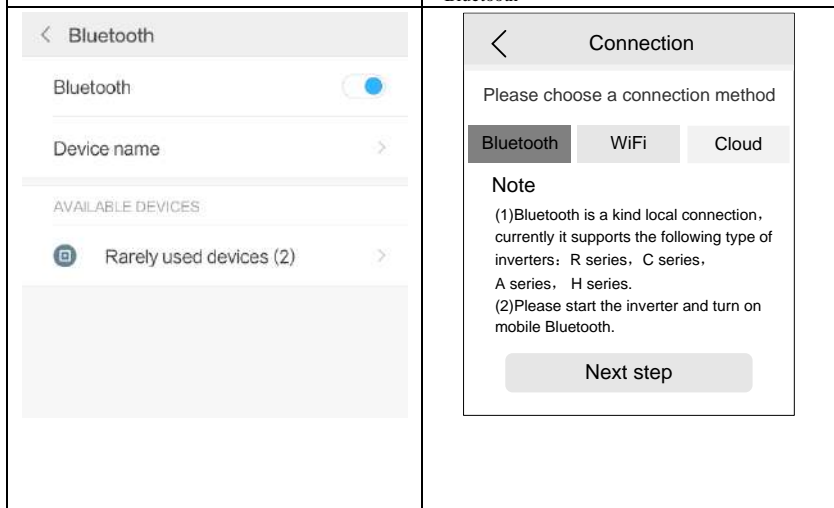 Bluetooth
Bluetooth
Device name
AVAILABLE DEVICES
Rarely used devices (2)
Connection
Please choose a connection method
Bluetooth WiFi Cloud
Note
(1)Bluetooth is a kind local connection，
currently it supports the following type of
inverters：R series，C series，
A series， H series.
(2)Please start the inverter and turn on
mobile Bluetooth.
Next step